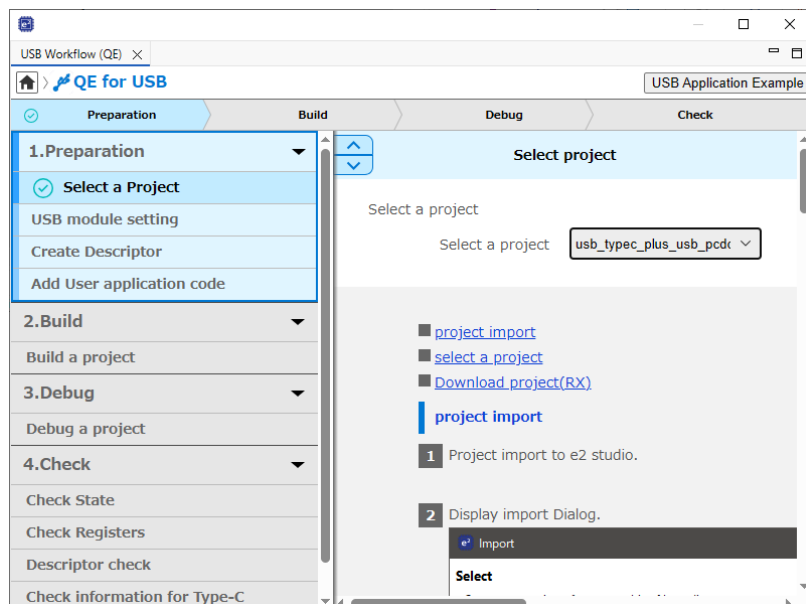 e²
USB Workflow (QE)
QE for USB
USB Application Example
Preparation
Build
Debug
Check
1.Preparation
Select a Project
USB module setting
Create Descriptor
Add User application code
2.Build
Build a project
3.Debug
Debug a project
4.Check
Check State
Check Registers
Descriptor check
Check information for Type-C
Select project
Select a project
Select a project
usb_typec_plus_usb_pcd
project import
select a project
Download project(RX)
project import
1 Project import to e2 studio.
2 Display import Dialog.
e² Import
Select